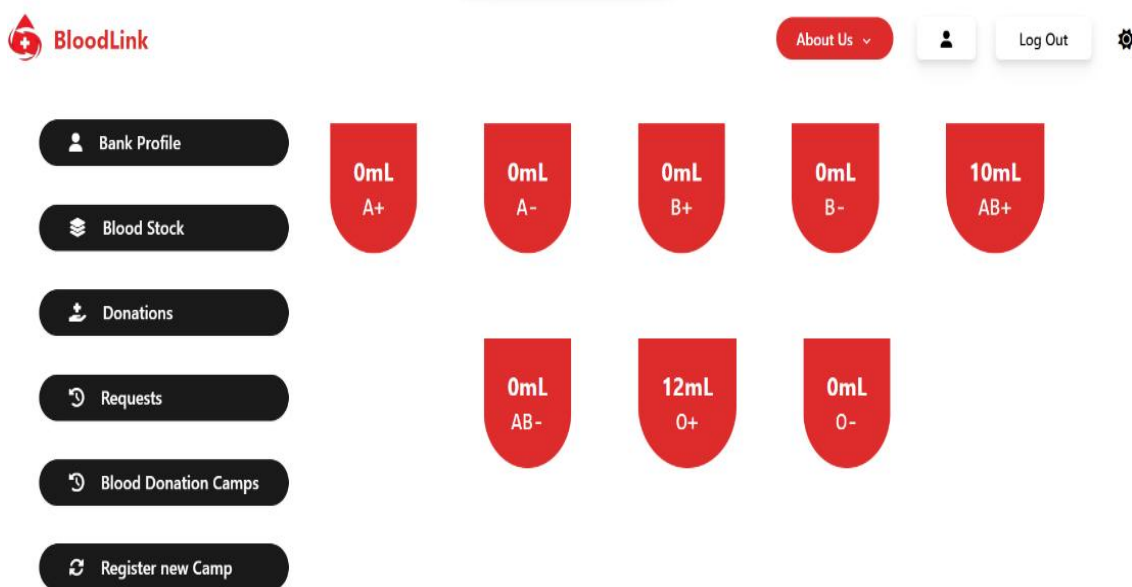 BloodLink
About Us
Log Out
Bank Profile
Blood Stock
Donations
Requests
Blood Donation Camps
Register new Camp
0mL
A+
0mL
A-
0mL
B+
0mL
B-
10mL
AB+
0mL
AB-
12mL
O+
0mL
O-